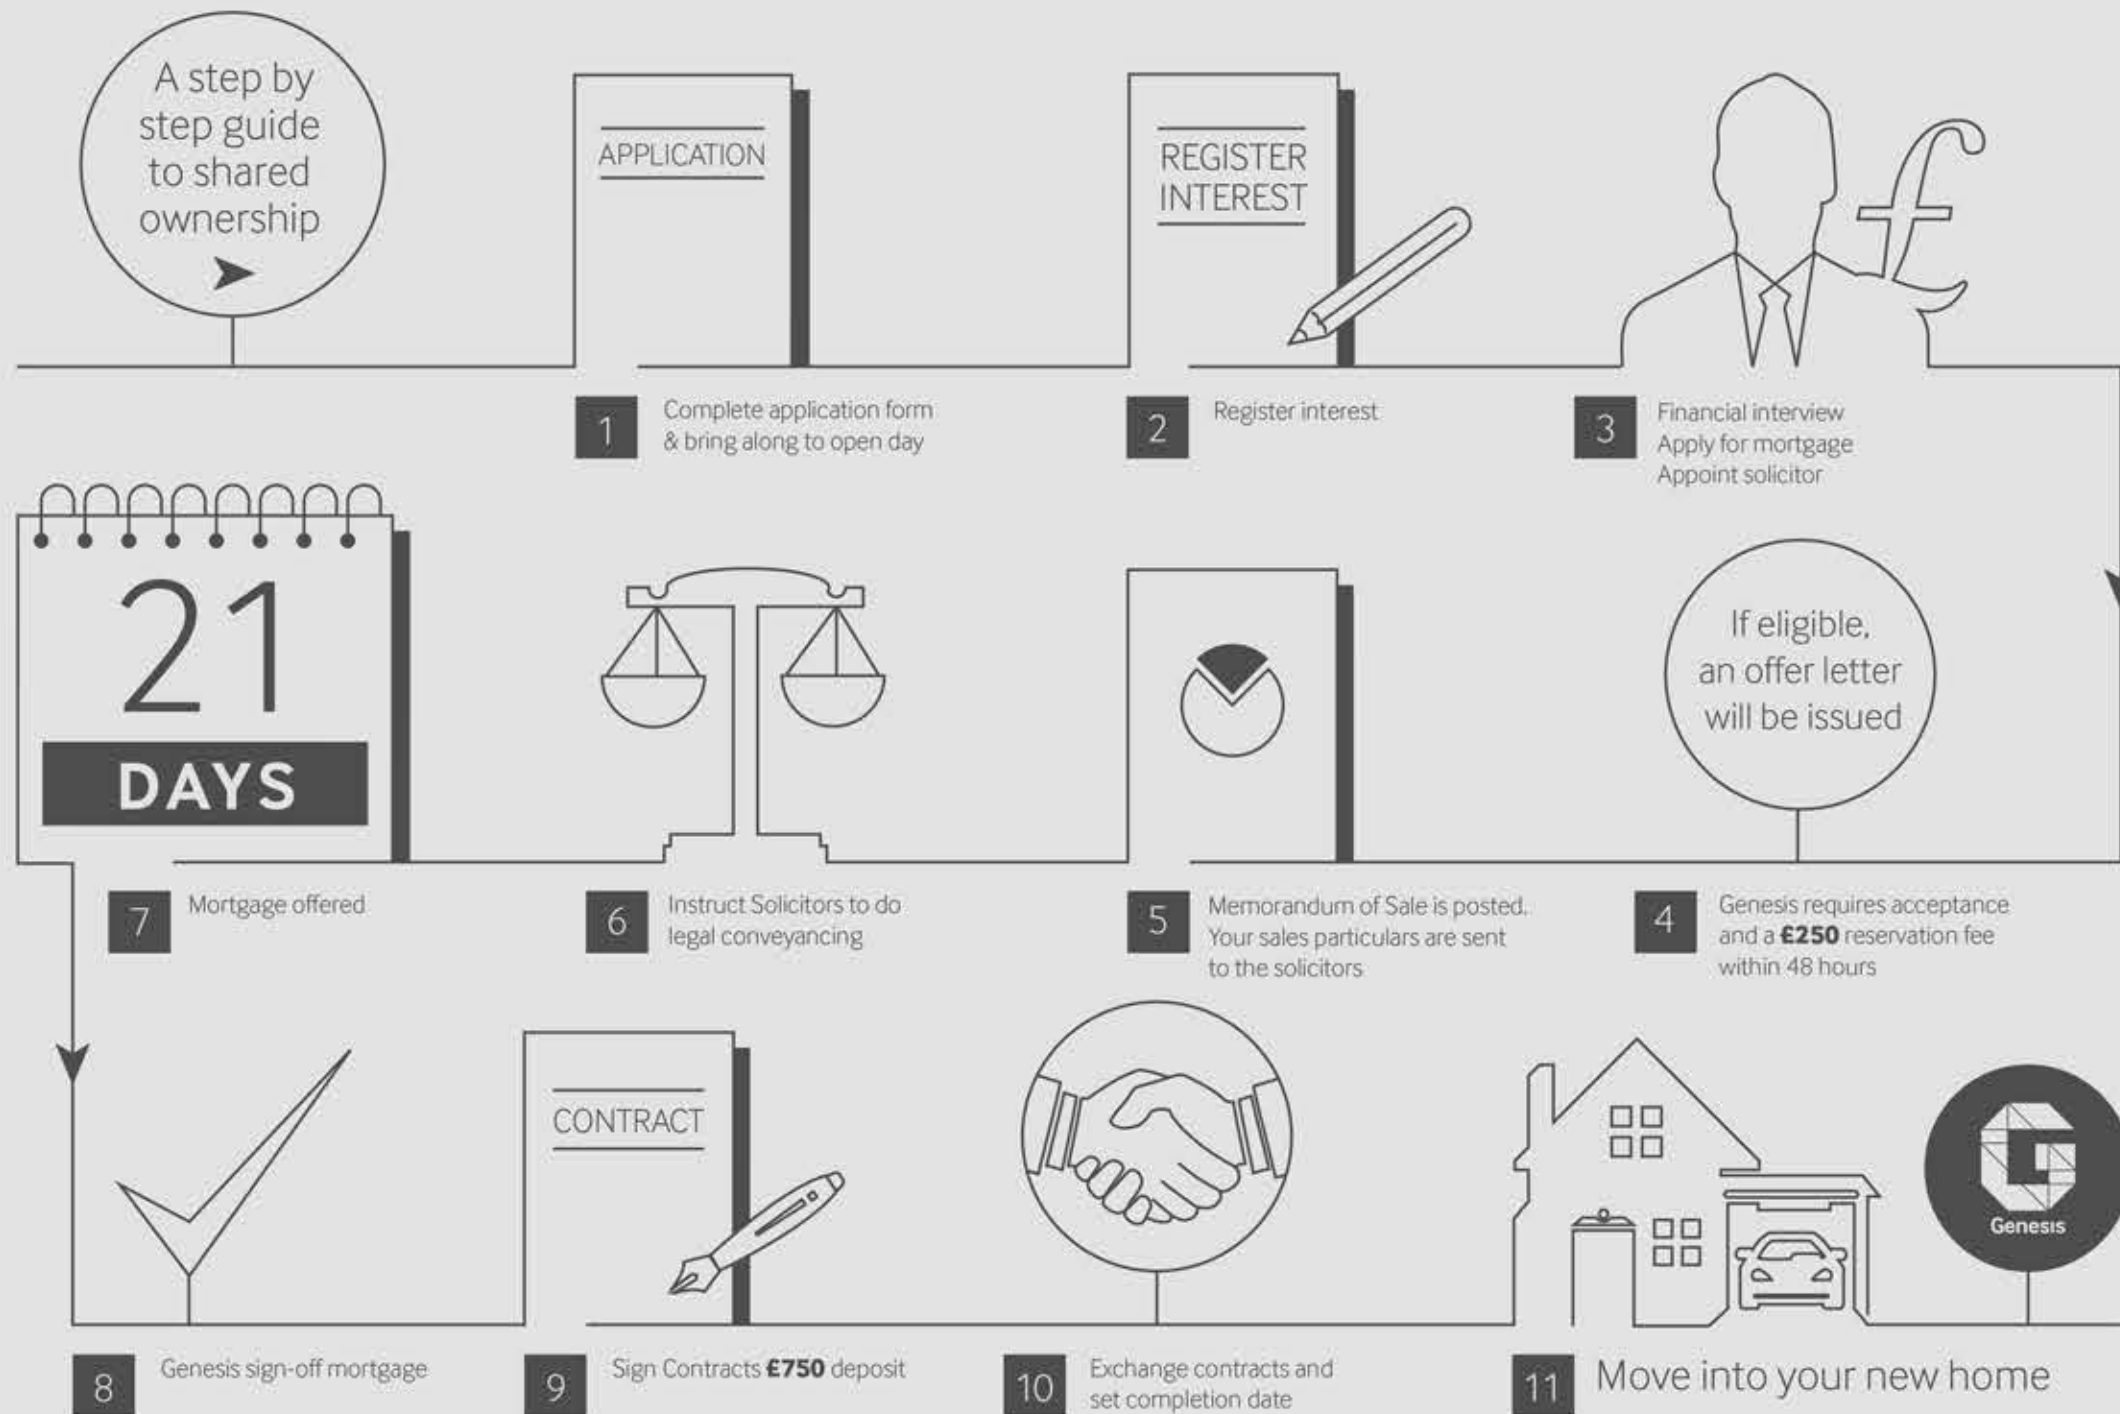 A step by
step guide
to shared
ownership
APPLICATION
1
Complete application form
& bring along to open day
REGISTER
INTEREST
2
Register interest
£
3
Financial interview
Apply for mortgage
Appoint solicitor
If eligible,
an offer letter
will be issued
4
Genesis requires acceptance
and a £250 reservation fee
within 48 hours
5
Memorandum of Sale is posted.
Your sales particulars are sent
to the solicitors
6
Instruct Solicitors to do
legal conveyancing
21
DAYS
7
Mortgage offered
8
Genesis sign-off mortgage
CONTRACT
9
Sign Contracts £750 deposit
10
Exchange contracts and
set completion date
Genesis
11
Move into your new home